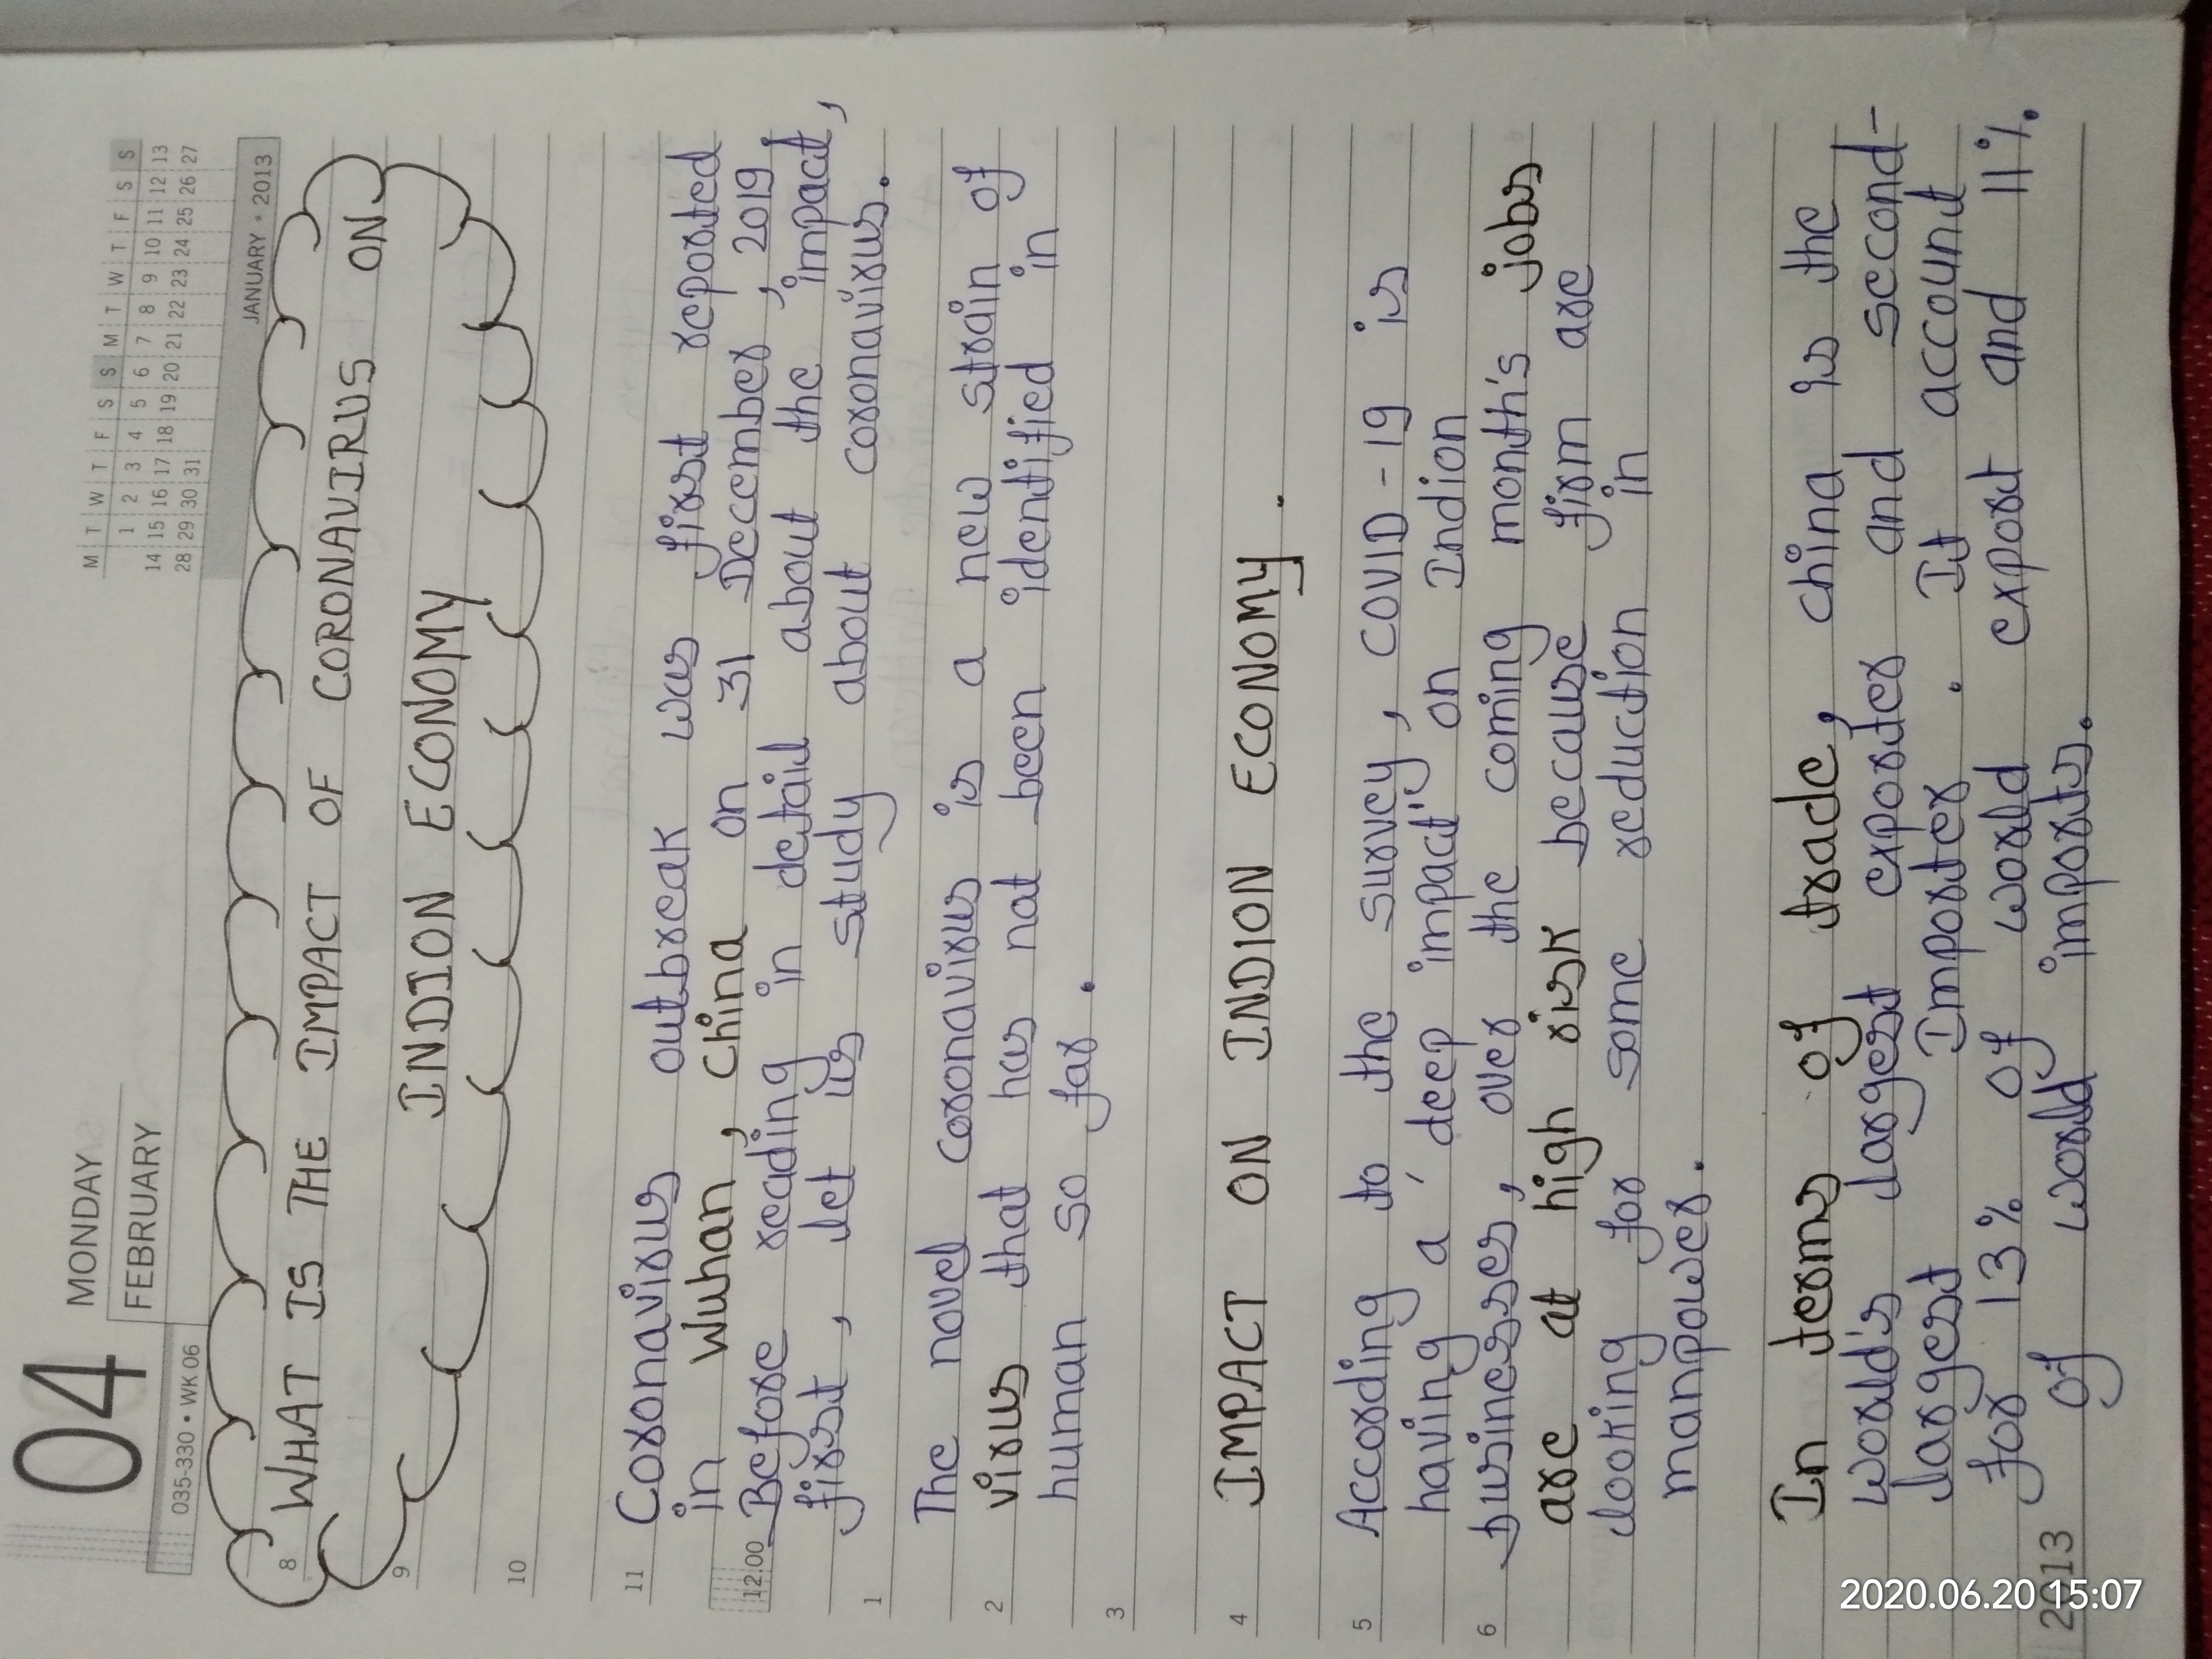 04
MONDAY
FEBRUARY
035-330 • WK 06
M T W T F S S M T W T F S S
1 2 3 4 5 6 7 8 9 10 11 12 13
14 15 16 17 18 19 20 21 22 23 24 25 26 27
28 29 30 31
JANUARY • 2013
8 WHAT IS THE IMPACT OF CORONAVIRUS ON
9 INDION ECONOMY
10
11 Coronavirus outbreak was first reported
in Wuhan, China on 31 December, 2019.
12.00 Before reading in detail about the impact,
first, let us study about coronavirus.
1
The novel coronavirus is a new strain of
2 virus that has nat been identified in
human so far.
3
4 IMPACT ON INDION ECONOMY.
5 According to the survey, COVID-19 is
having a 'deep impact' on Indion
6 businesses, over the coming month's jobs
are at high risk because firm are
looking for some reduction in
manpower.
In terms of trade, china is the
world's largest exporter and second-
largest Importer. It account
for 13% of world export and 11%
of world imports.
2013
2020.06.20 15:07